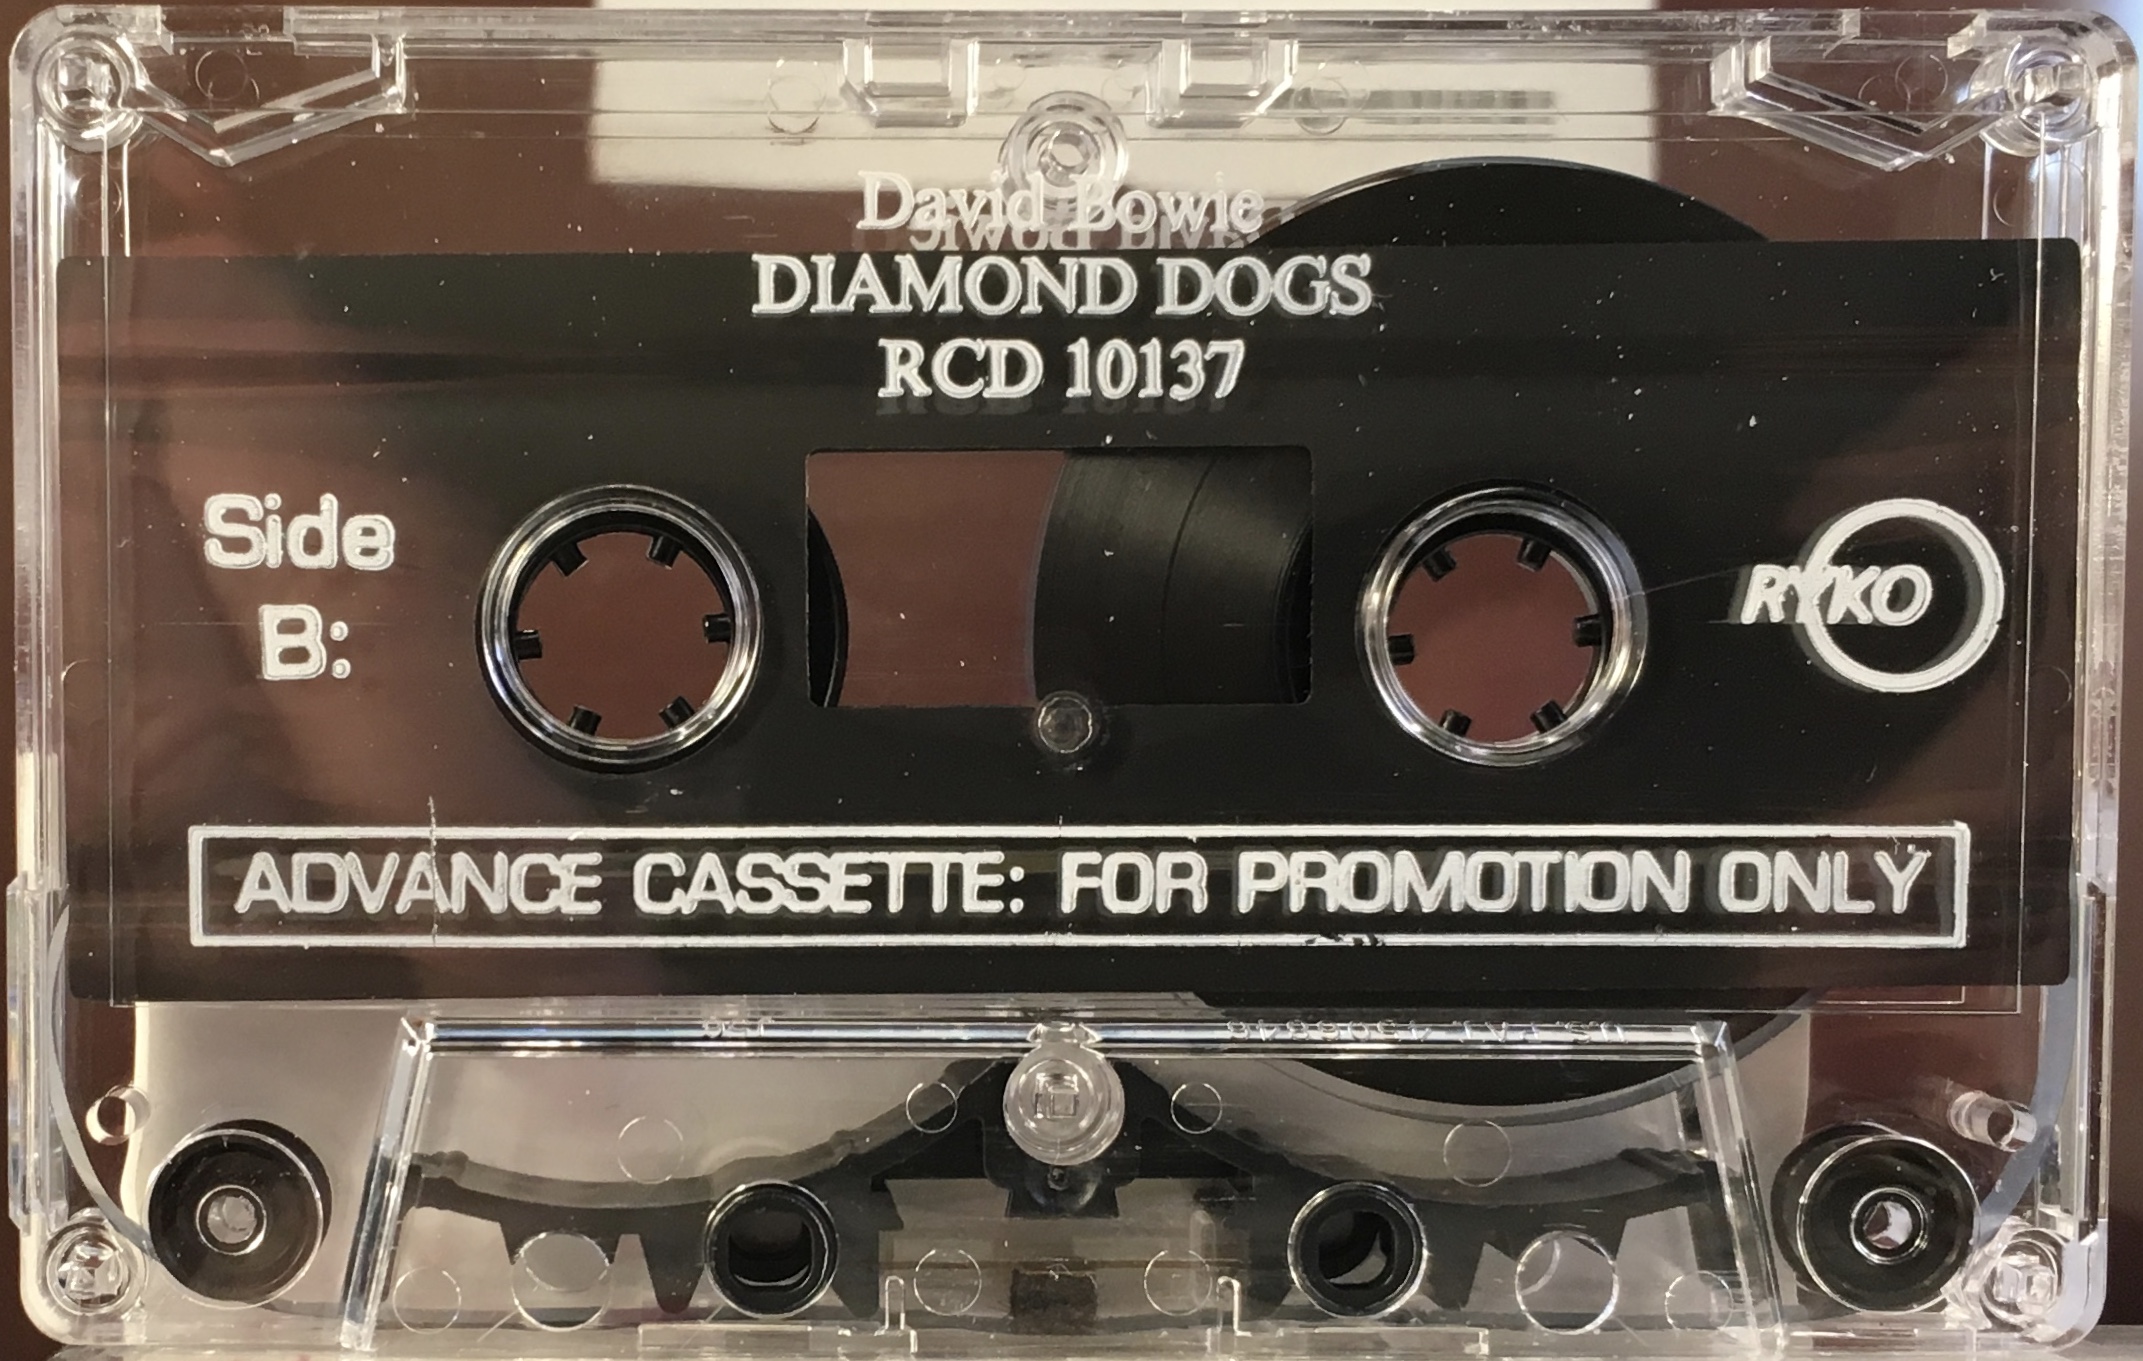 David Bowie
DIAMOND DOGS
RCD 10137
Side
B:
RYKO
ADVANCE CASSETTE: FOR PROMOTION ONLY